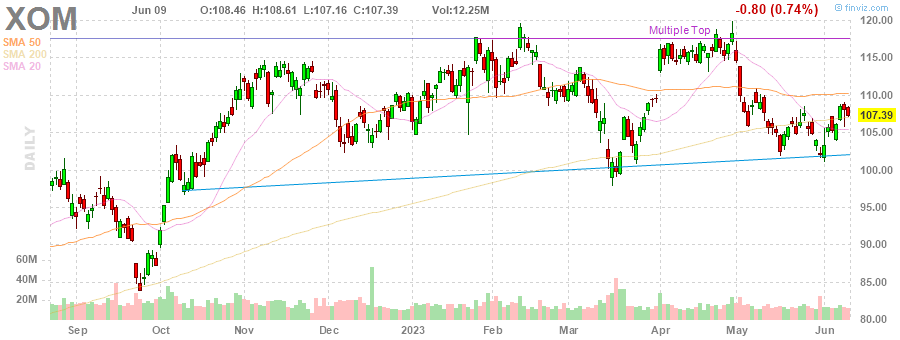 XOM
Jun 09 O:108.46 H:108.61 L:107.16 C:107.39 Vol:12.25M -0.80 (0.74%)
© finviz.com
SMA 50
SMA 200
SMA 20
Multiple Top
DAILY
120.00
115.00
110.00
107.39
105.00
100.00
95.00
90.00
85.00
80.00
60M
40M
20M
Sep Oct Nov Dec 2023 Feb Mar Apr May Jun